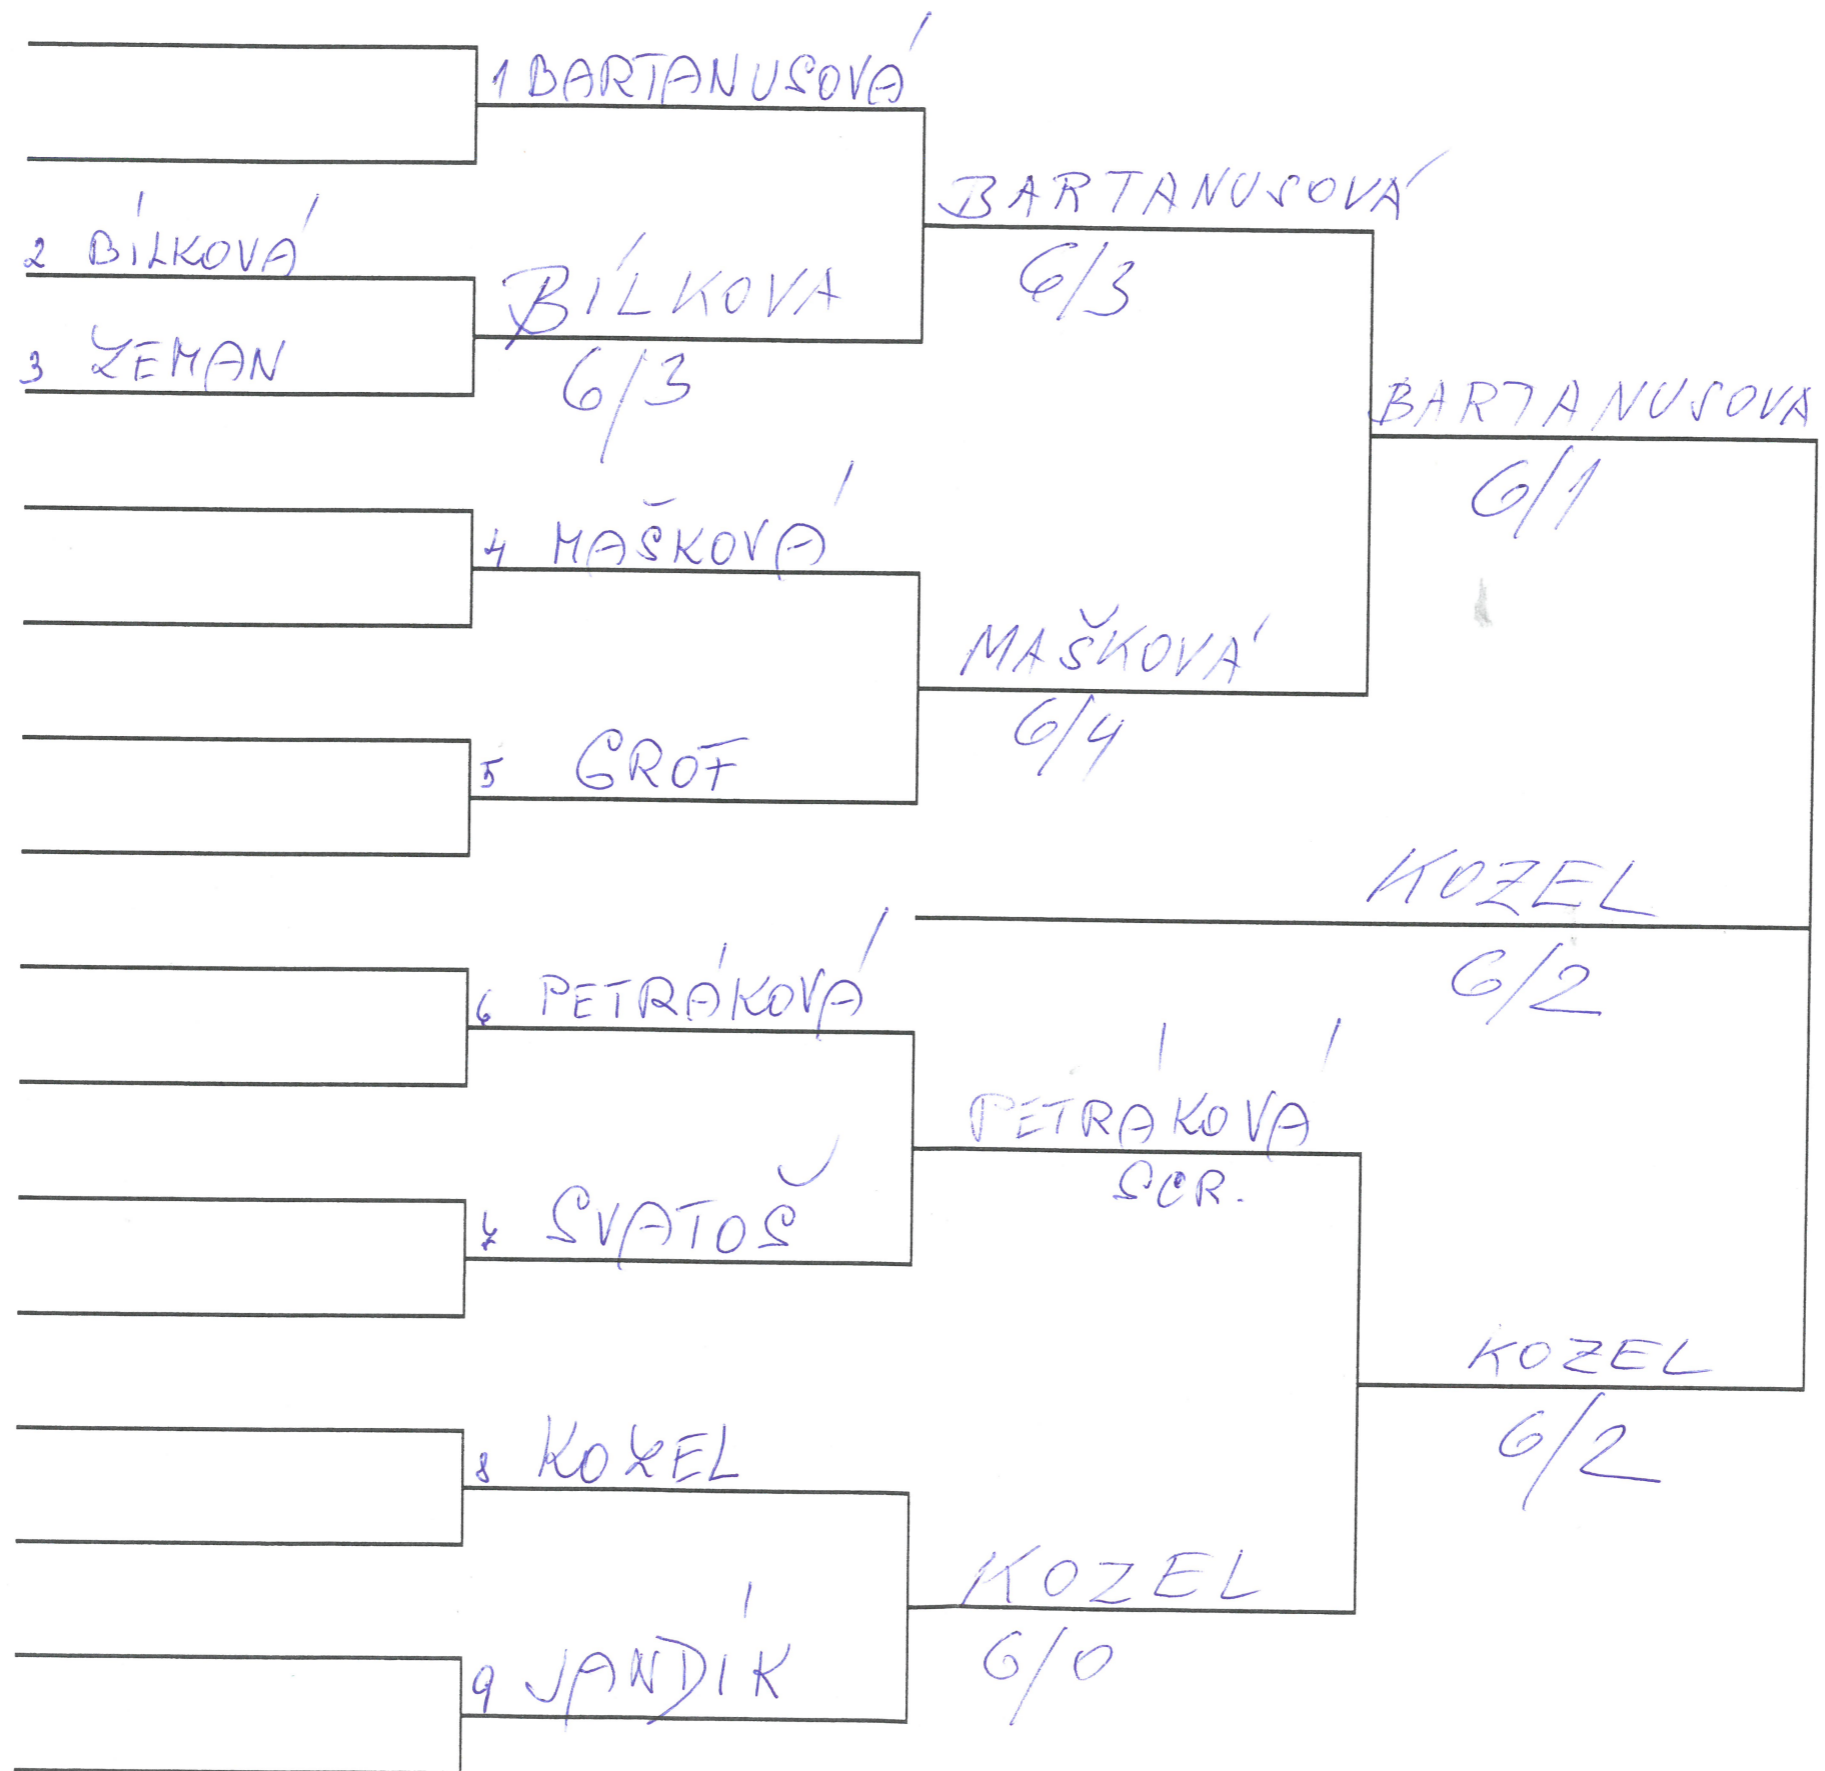 1 BARTANUSOVÁ
BARTANUSOVÁ
6/3
2 BÍLKOVÁ
BÍLKOVA
6/3
3 ZEMAN
BARTANUSOVA
6/1
4 MAŠKOVÁ
MAŠKOVÁ
6/4
5 GROF
KOZEL
6/2
6 PETRÁKOVÁ
PETRÁKOVÁ
SCR.
7 SVATOŠ
KOZEL
6/2
8 KOZEL
KOZEL
6/0
9 JANDÍK